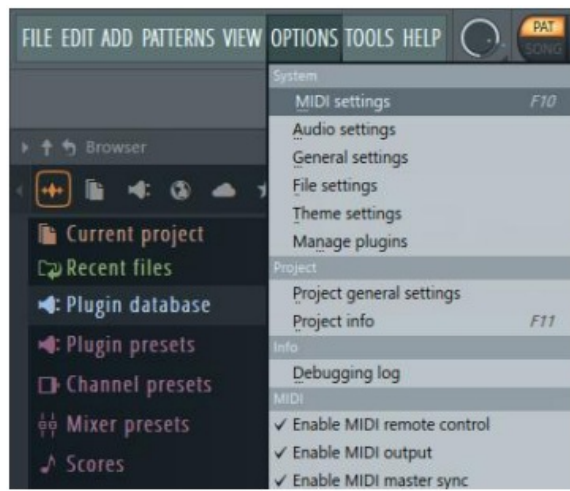 FILE EDIT ADD PATTERNS VIEW OPTIONS TOOLS HELP
PAT
SONG
System
MIDI settings F10
Audio settings
General settings
File settings
Theme settings
Manage plugins
Project
Project general settings
Project info F11
Info
Debugging log
MIDI
✓ Enable MIDI remote control
✓ Enable MIDI output
✓ Enable MIDI master sync
Browser
Current project
Recent files
Plugin database
Plugin presets
Channel presets
Mixer presets
Scores